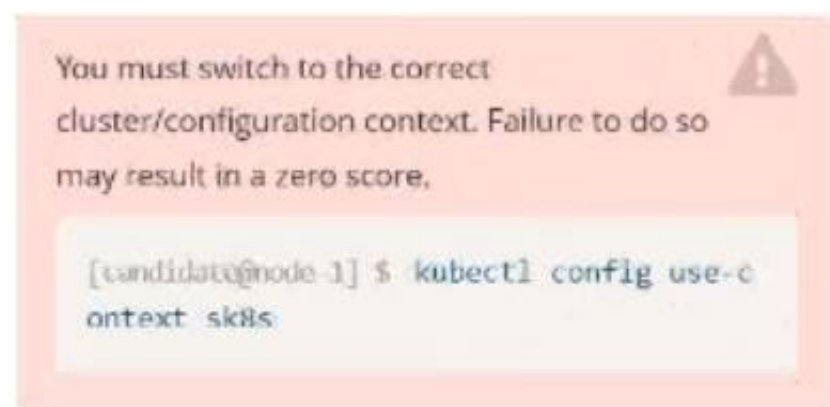 You must switch to the correct
cluster/configuration context. Failure to do so
may result in a zero score.
[candidate@node-1] $ kubectl config use-c
ontext sk8s